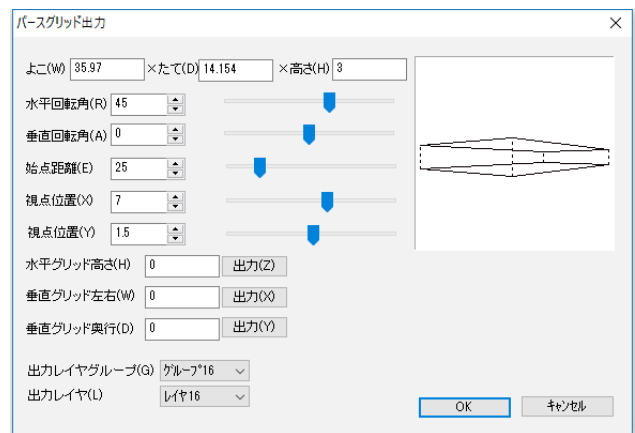 パースグリッド出力
よこ(W) 35.97 ×たて(D) 14.154 ×高さ(H) 3
水平回転角(R) 45
垂直回転角(A) 0
始点距離(E) 25
視点位置(X) 7
視点位置(Y) 1.5
水平グリッド高さ(H) 0 出力(Z)
垂直グリッド左右(W) 0 出力(X)
垂直グリッド奥行(D) 0 出力(Y)
出力レイヤグループ(G) グループ16
出力レイヤ(L) レイヤ16
OK キャンセル